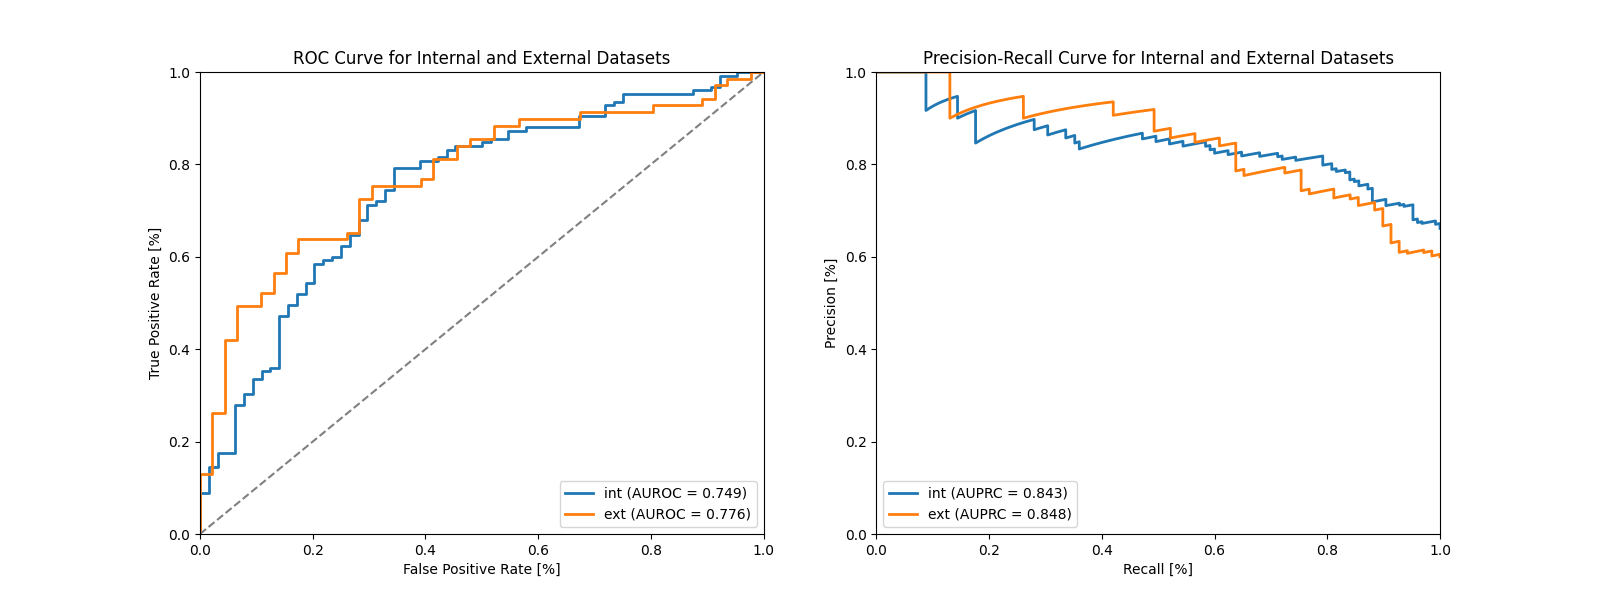 ROC Curve for Internal and External Datasets
True Positive Rate [%]
1.0
0.8
0.6
0.4
0.2
0.0
int (AUROC = 0.749)
ext (AUROC = 0.776)
0.0 0.2 0.4 0.6 0.8 1.0
False Positive Rate [%]
Precision-Recall Curve for Internal and External Datasets
Precision [%]
1.0
0.8
0.6
0.4
0.2
0.0
int (AUPRC = 0.843)
ext (AUPRC = 0.848)
0.0 0.2 0.4 0.6 0.8 1.0
Recall [%]